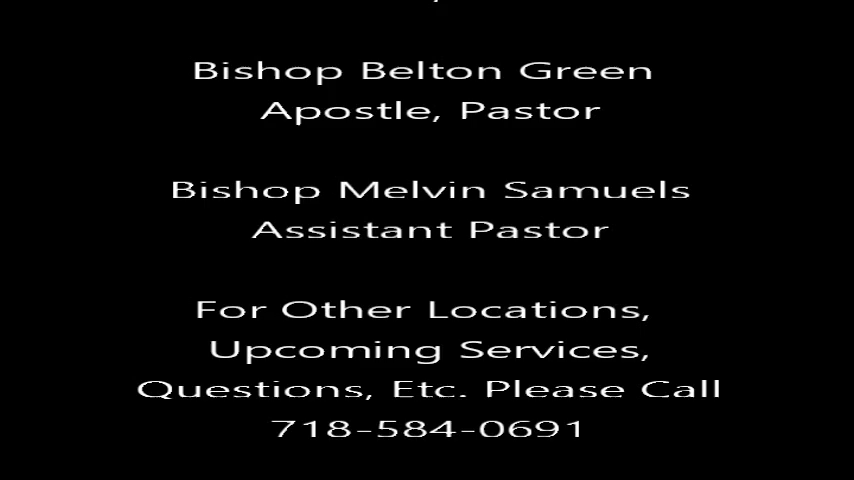 Bishop Belton Green
Apostle, Pastor
Bishop Melvin Samuels
Assistant Pastor
For Other Locations,
Upcoming Services,
Questions, Etc. Please Call
718-584-0691